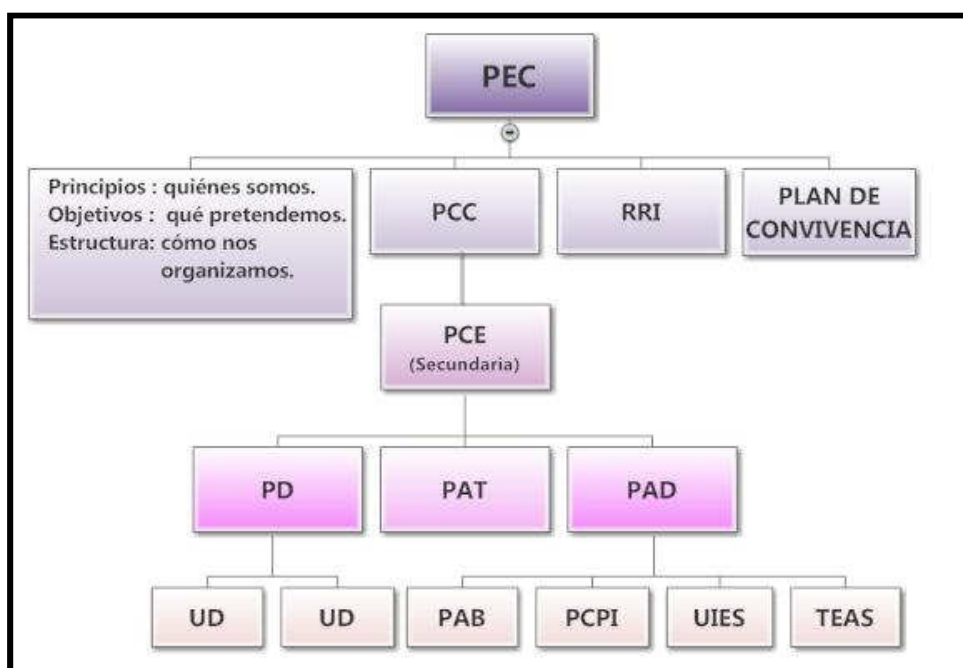 PEC
Principios : quiénes somos.
Objetivos : qué pretendemos.
Estructura: cómo nos
organizamos.
PCC
RRI
PLAN DE
CONVIVENCIA
PCE
(Secundaria)
PD
PAT
PAD
UD
UD
PAB
PCPI
UIES
TEAS